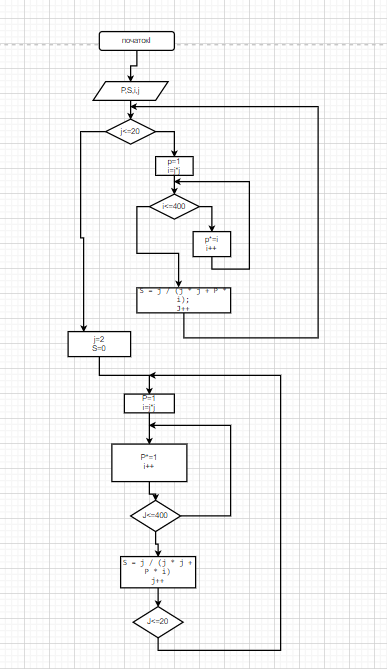 початок
P,S,i,j
j<=20
p=1
i=j*j
i<=400
p*=i
i++
S = j / (j * j + P *
i);
J++
j=2
S=0
P=1
i=j*j
P*=1
i++
J<=400
S = j / (j * j +
P * i)
j++
J<=20